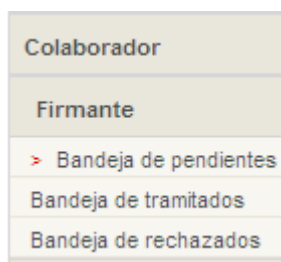 Colaborador
Firmante
> Bandeja de pendientes
Bandeja de tramitados
Bandeja de rechazados